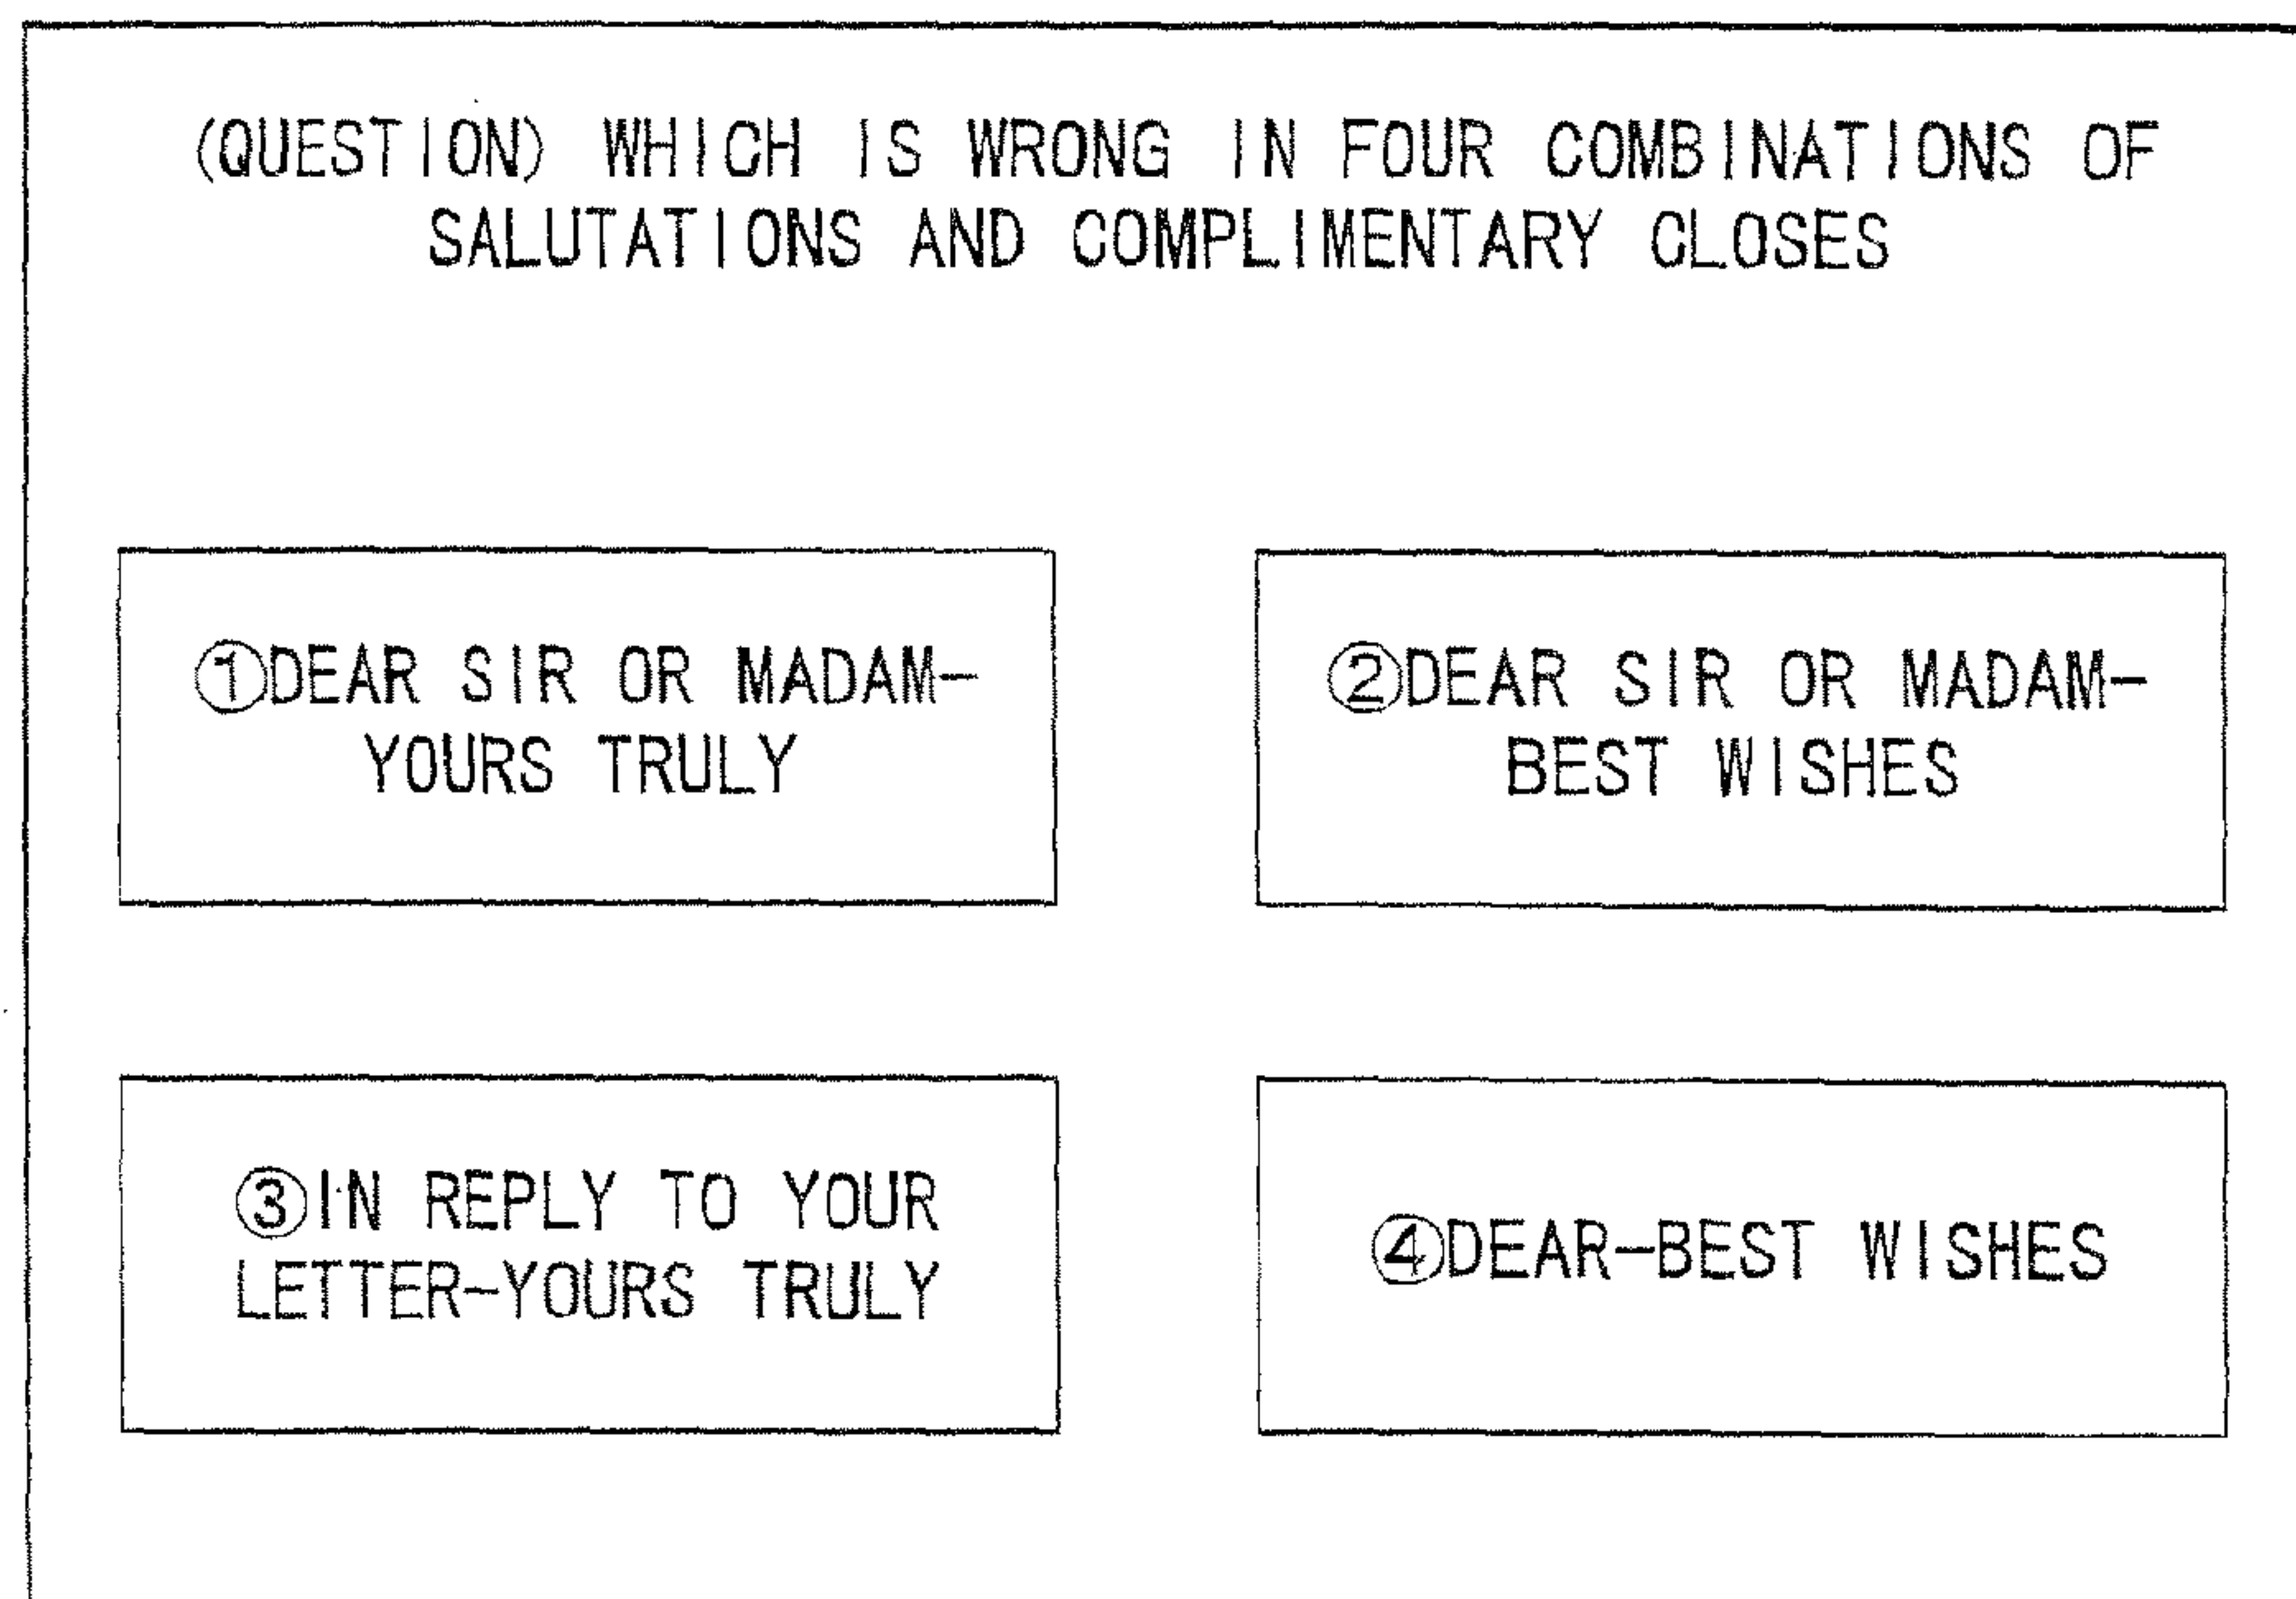 (QUESTION) WHICH IS WRONG IN FOUR COMBINATIONS OF
SALUTATIONS AND COMPLIMENTARY CLOSES
①DEAR SIR OR MADAM-
YOURS TRULY
②DEAR SIR OR MADAM-
BEST WISHES
③IN REPLY TO YOUR
LETTER-YOURS TRULY
④DEAR-BEST WISHES